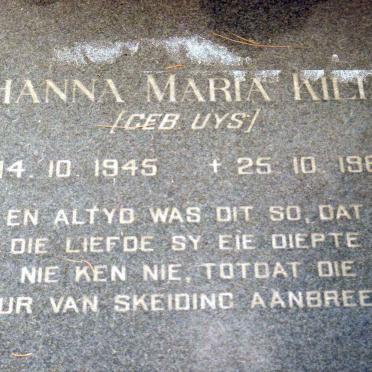 HANNA MARIA KIL
[GEB UYS]
14. 10. 1945 † 25. 10. 198
EN ALTYD WAS DIT SO, DAT
DIE LIEFDE SY EIE DIEPTE
NIE KEN NIE, TOTDAT DIE
UUR VAN SKEIDING AANBREE